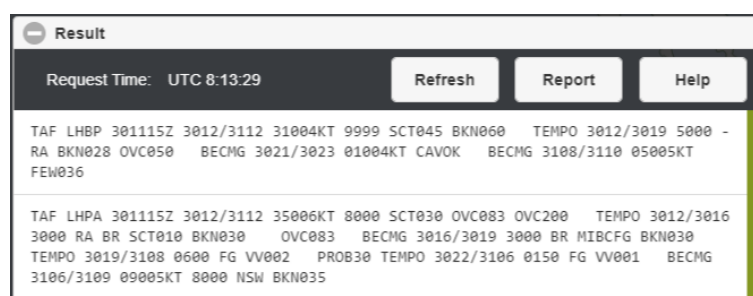 Result
Request Time: UTC 8:13:29 Refresh Report Help
TAF LHBP 301115Z 3012/3112 31004KT 9999 SCT045 BKN060 TEMPO 3012/3019 5000 -
RA BKN028 OVC050 BECMG 3021/3023 01004KT CAVOK BECMG 3108/3110 05005KT
FEW036
TAF LHPA 301115Z 3012/3112 35006KT 8000 SCT030 OVC083 OVC200 TEMPO 3012/3016
3000 RA BR SCT010 BKN030 OVC083 BECMG 3016/3019 3000 BR MIBCFG BKN030
TEMPO 3019/3108 0600 FG VV002 PROB30 TEMPO 3022/3106 0150 FG VV001 BECMG
3106/3109 09005KT 8000 NSW BKN035